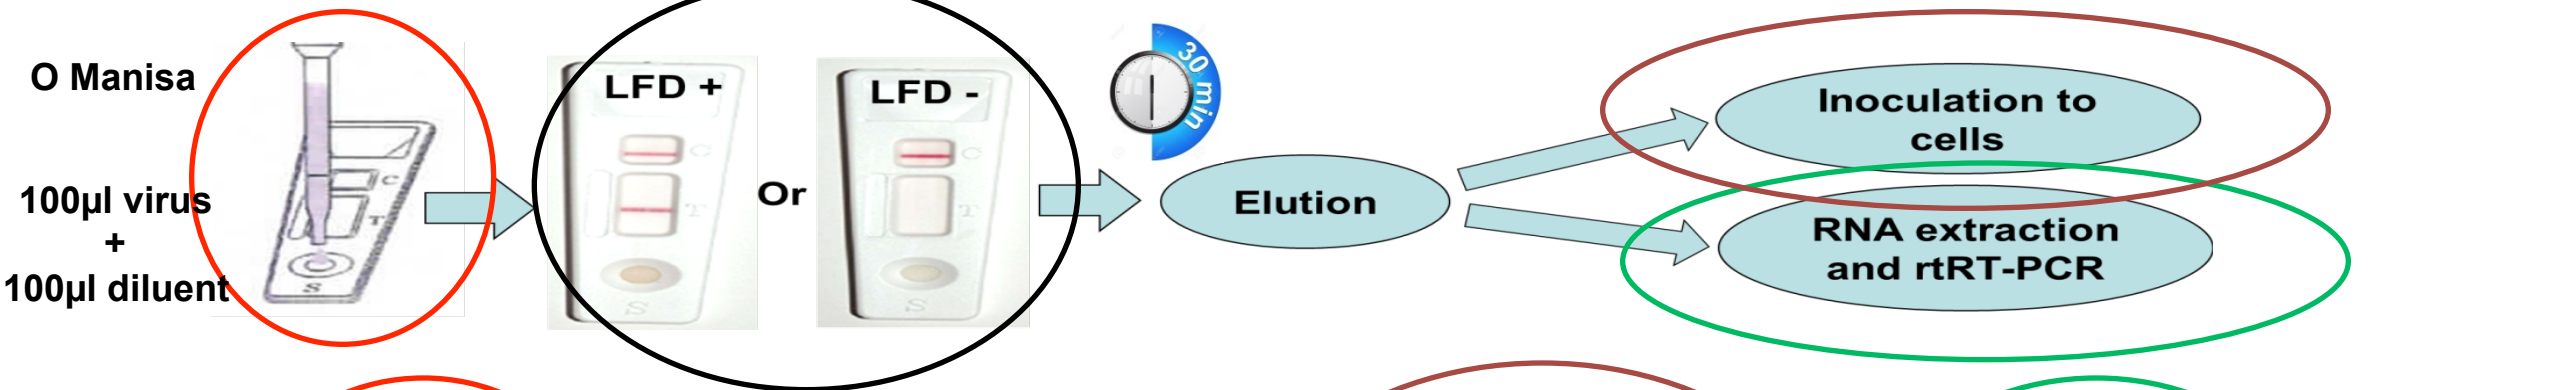 O Manisa
100µl virus
+
100µl diluent
C
T
S
LFD +
C
T
S
Or
LFD -
C
T
S
30 min
Elution
Inoculation to
cells
RNA extraction
and rtRT-PCR